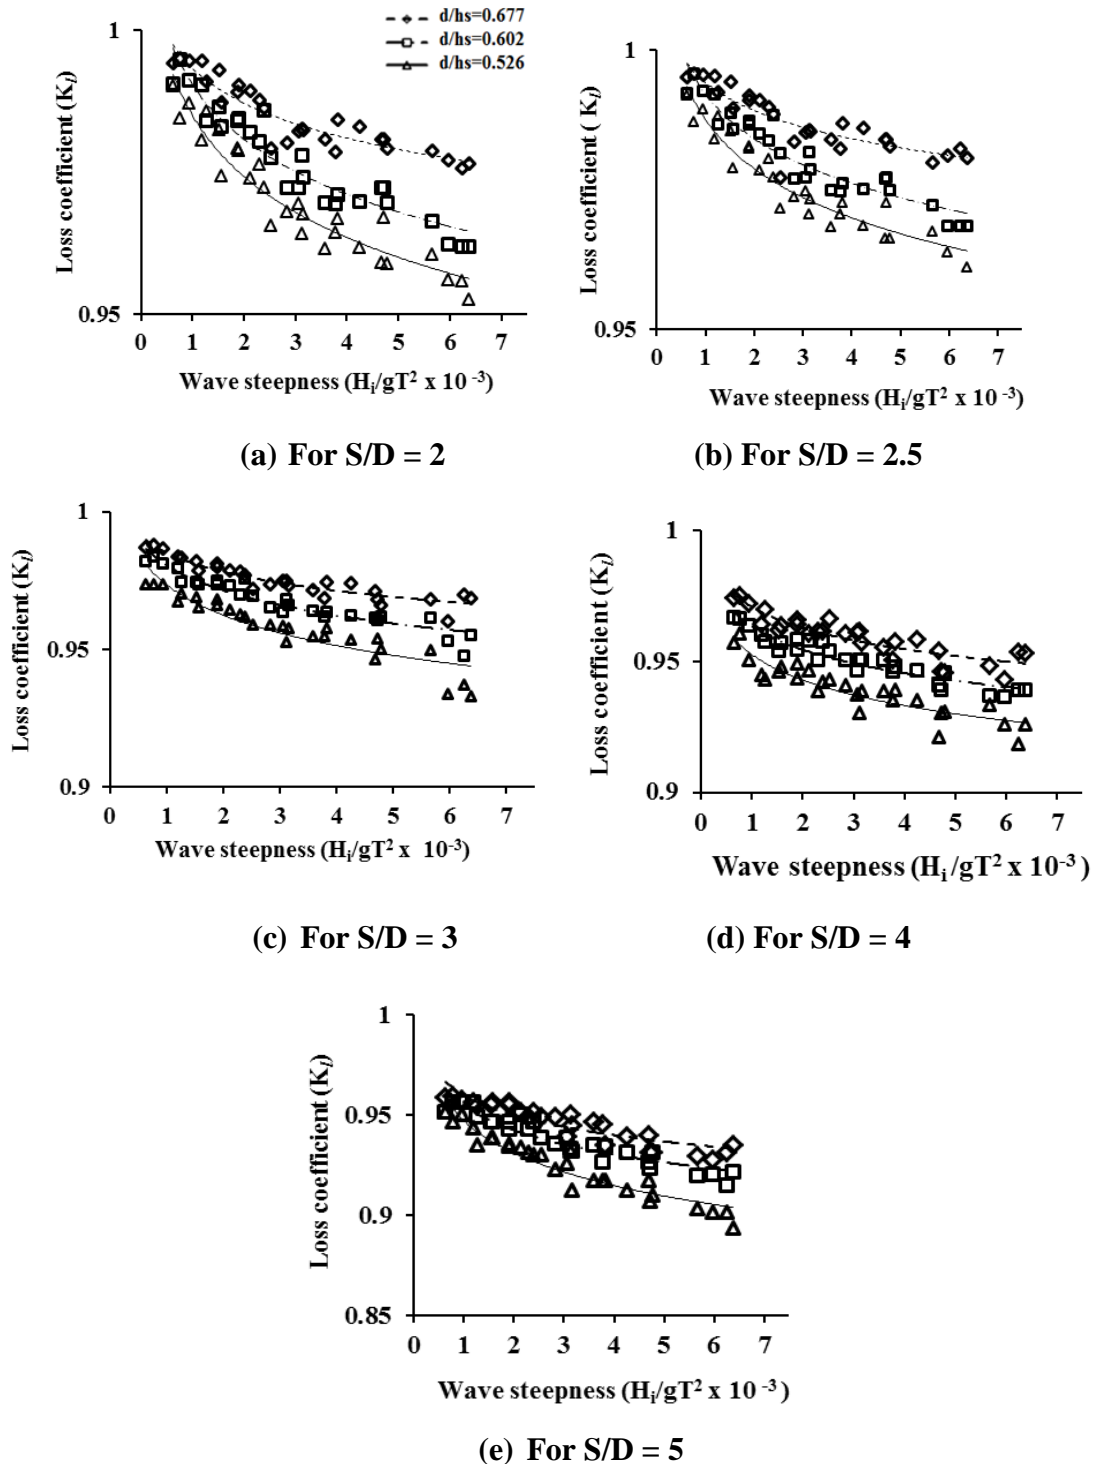 d/hs=0.677
d/hs=0.602
d/hs=0.526
1
0.95
Loss coefficient (Kl)
0 1 2 3 4 5 6 7
Wave steepness (Hi/gT² x 10 -3)
(a) For S/D = 2
1
0.95
Loss coefficient ( Kl)
0 1 2 3 4 5 6 7
Wave steepness (Hi/gT² x 10 -3)
(b) For S/D = 2.5
1
0.95
0.9
Loss coefficient (Kl)
0 1 2 3 4 5 6 7
Wave steepness (Hi/gT² x 10-3)
(c) For S/D = 3
1
0.95
0.9
Loss coefficient (Kl)
0 1 2 3 4 5 6 7
Wave steepness (Hi/gT² x 10-3 )
(d) For S/D = 4
1
0.95
0.9
0.85
Loss coefficient (Kl)
0 1 2 3 4 5 6 7
Wave steepness (Hi/gT² x 10 -3)
(e) For S/D = 5